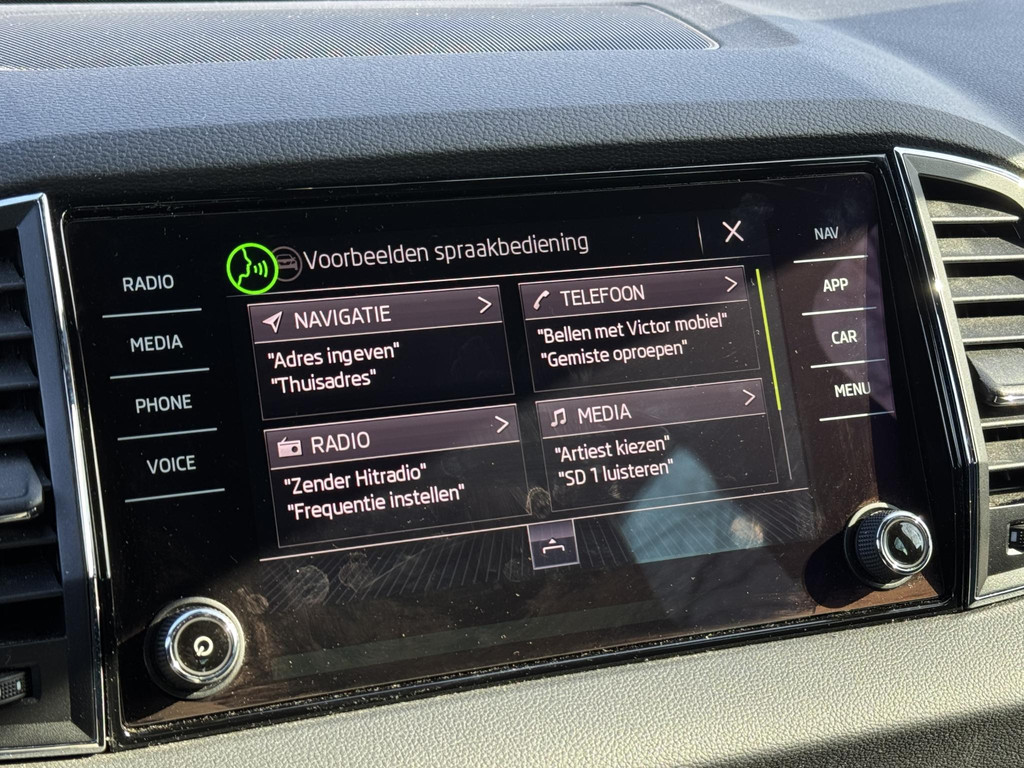 Voorbeelden spraakbediening
RADIO
MEDIA
PHONE
VOICE
NAVIGATIE
"Adres ingeven"
"Thuisadres"
TELEFOON
"Bellen met Victor mobiel"
"Gemiste oproepen"
RADIO
"Zender Hitradio"
"Frequentie instellen"
MEDIA
"Artiest kiezen"
"SD 1 luisteren"
NAV
APP
CAR
MENU